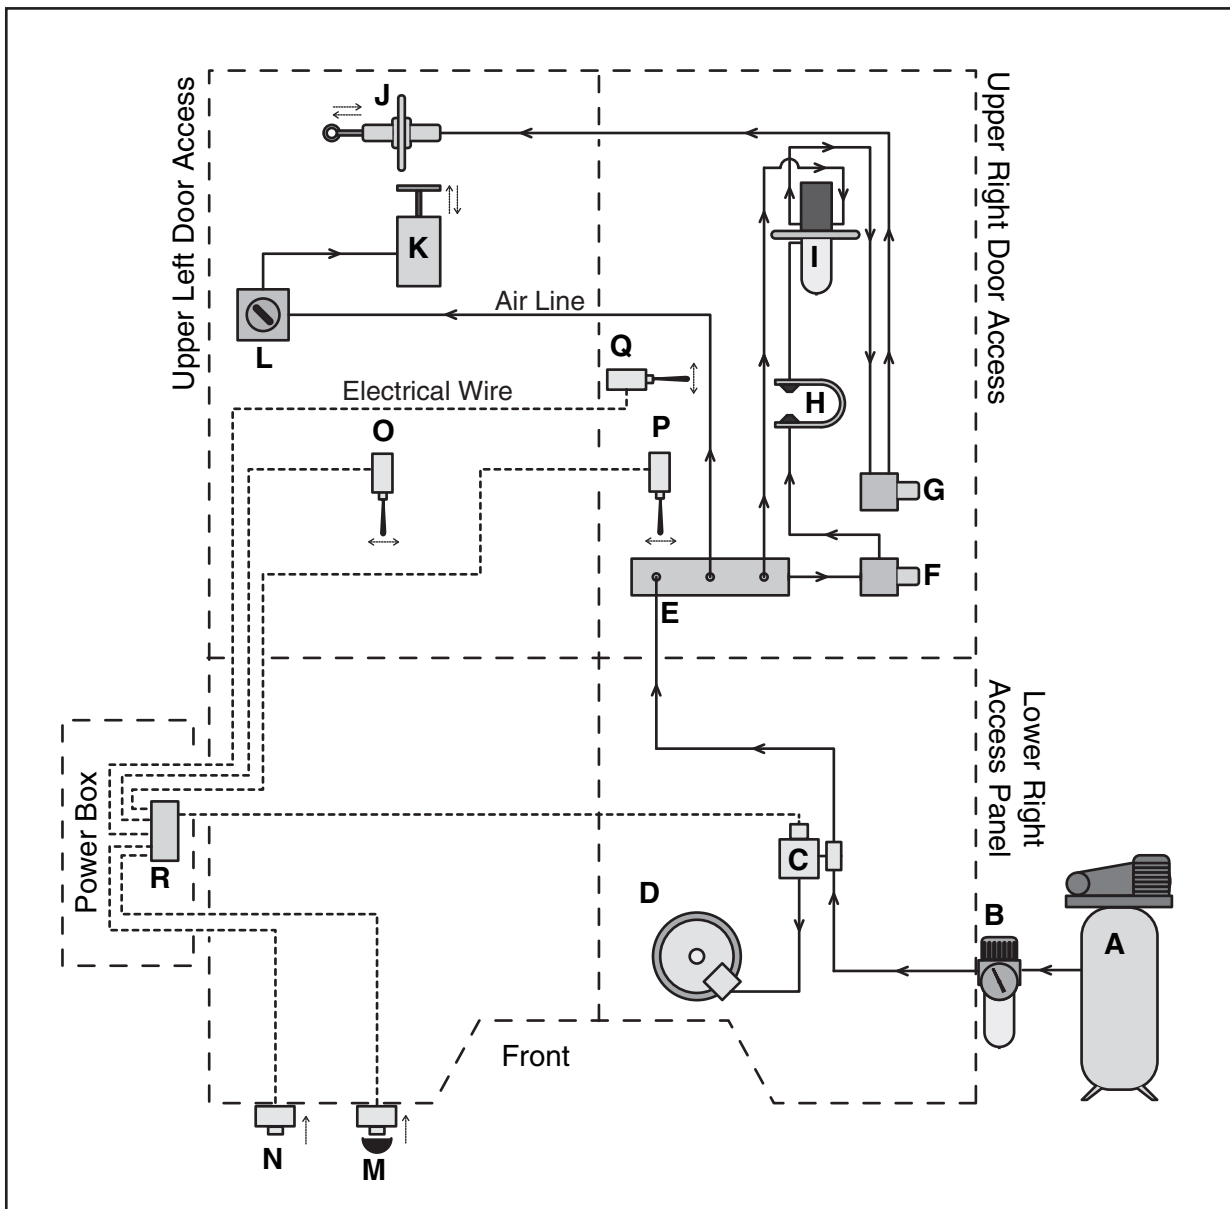 J
Upper Left Door Access
Upper Right Door Access
K
I
Air Line
L
Q
H
Electrical Wire
O
P
G
F
E
Lower Right
Access Panel
Power Box
R
C
D
B
A
Front
N
M